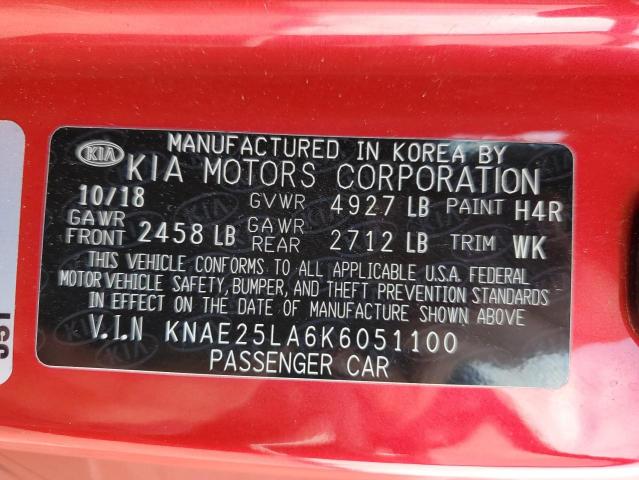 MANUFACTURED IN KOREA BY
KIA KIA MOTORS CORPORATION
10/18 GVWR 4927 LB PAINT H4R
GAWR FRONT 2458 LB GAWR REAR 2712 LB TRIM WK
THIS VEHICLE CONFORMS TO ALL APPLICABLE U.S.A. FEDERAL
MOTOR VEHICLE SAFETY, BUMPER, AND THEFT PREVENTION STANDARDS
IN EFFECT ON THE DATE OF MANUFACTURE SHOWN ABOVE
V.I.N KNAE25LA6K6051100
PASSENGER CAR